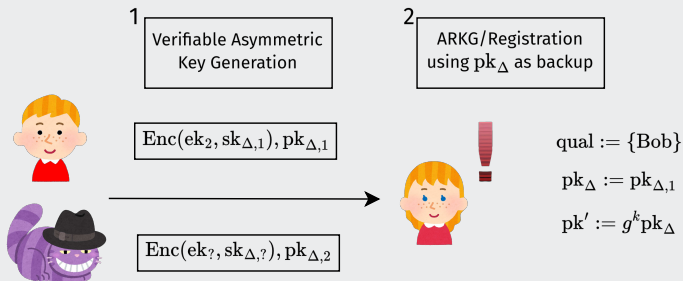 1
Verifiable Asymmetric
Key Generation
2
ARKG/Registration
using pk_Δ as backup
Enc(ek₂, sk_Δ,1), pk_Δ,1
qual := {Bob}
pk_Δ := pk_Δ,1
pk′ := g^k pk_Δ
Enc(ek_?, sk_Δ,?), pk_Δ,2